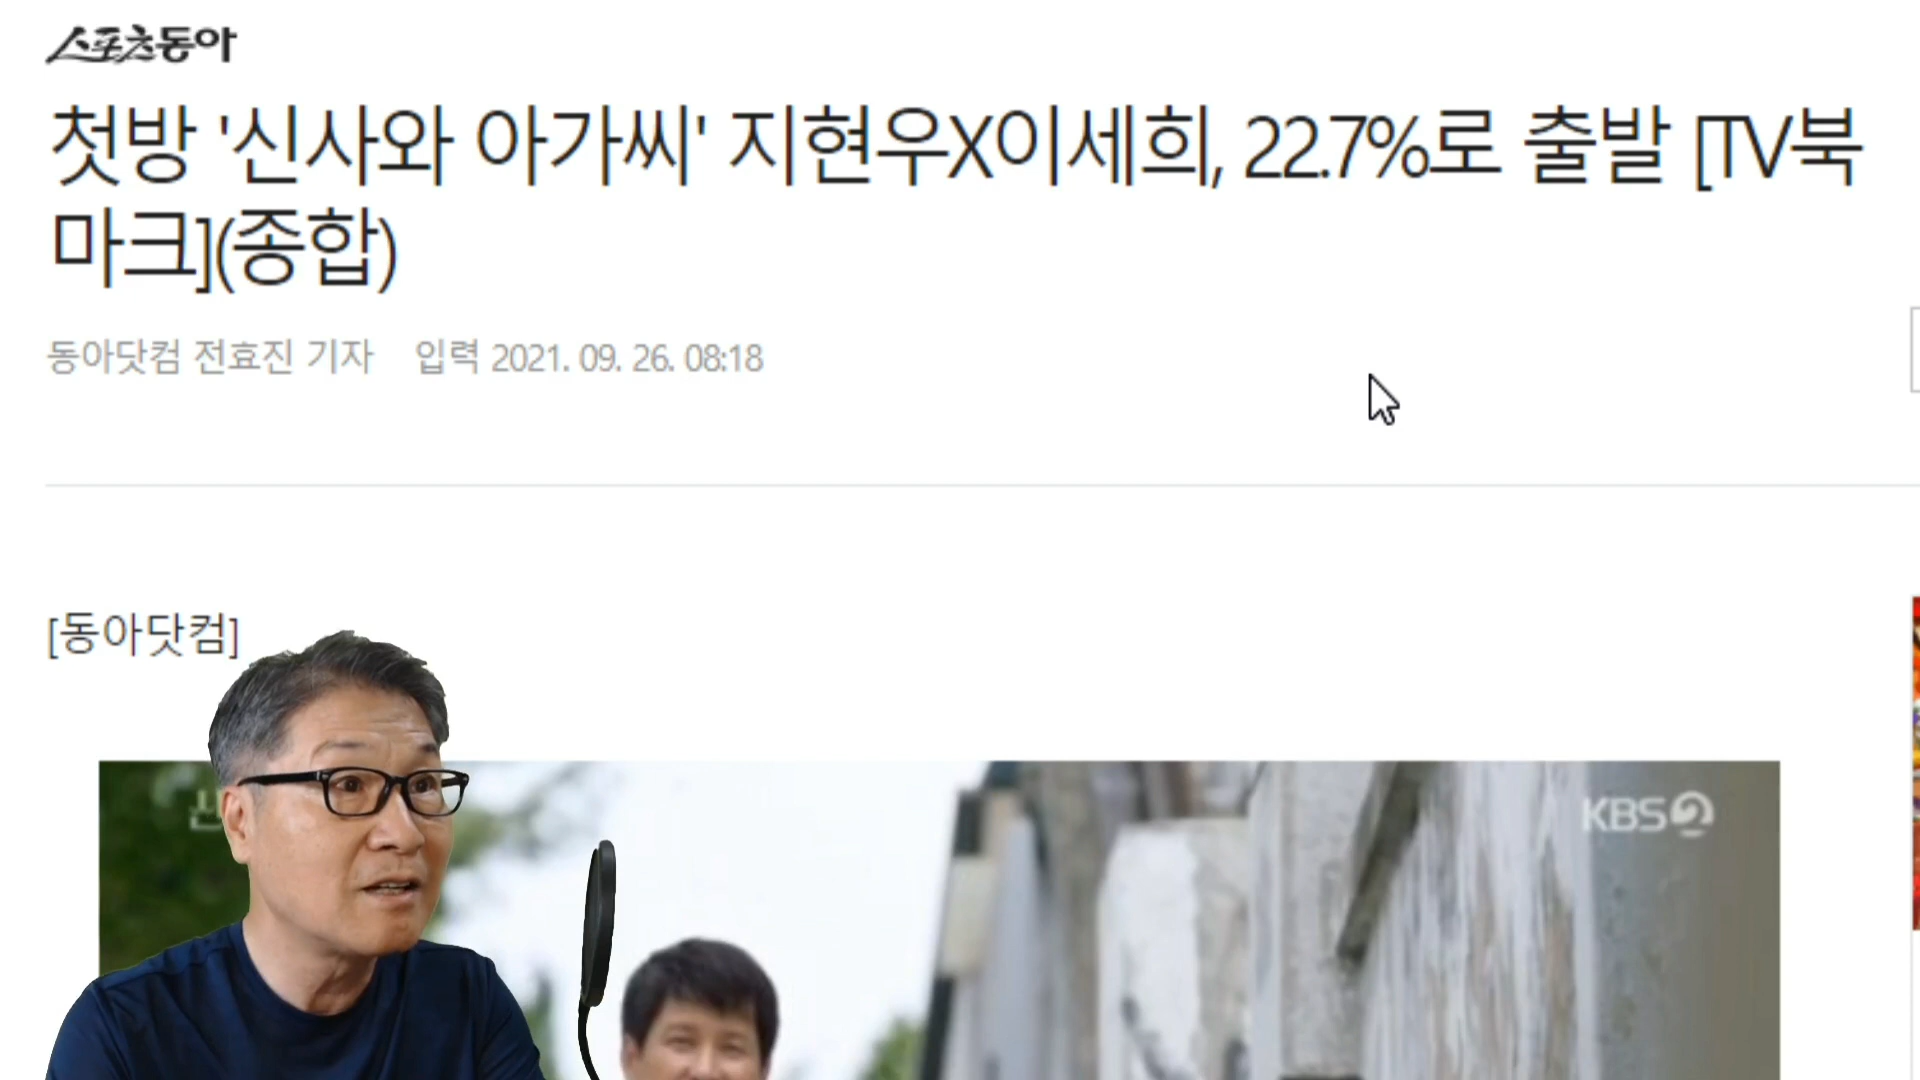 스포츠동아
첫방 '신사와 아가씨' 지현우X이세희, 22.7%로 출발 [TV북
마크](종합)
동아닷컴 전효진 기자 입력 2021. 09. 26. 08:18
[동아닷컴]
KBS2